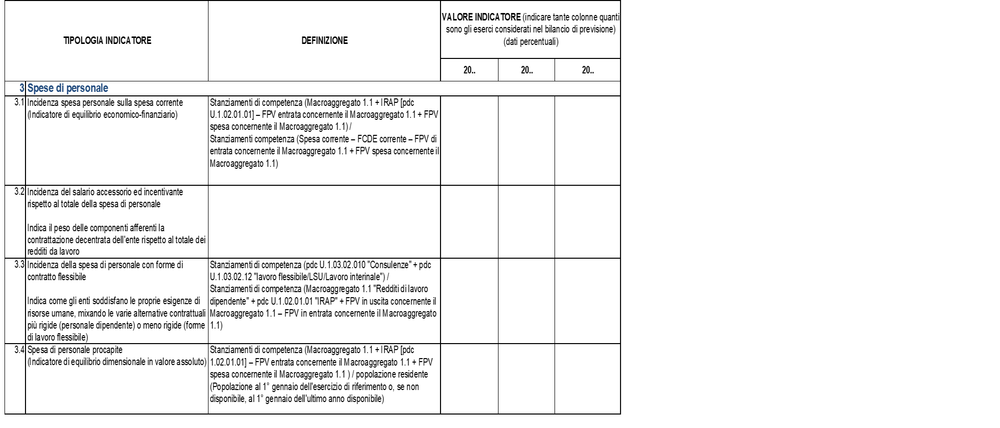 TIPOLOGIA INDICATORE
DEFINIZIONE
VALORE INDICATORE (indicare tante colonne quanti
sono gli eserci considerati nel bilancio di previsione)
(dati percentuali)
20..
20..
20..
3 Spese di personale
3.1 Incidenza spesa personale sulla spesa corrente
(Indicatore di equilibrio economico-finanziario)
Stanziamenti di competenza (Macroaggregato 1.1 + IRAP [pdc
U.1.02.01.01] – FPV entrata concernente il Macroaggregato 1.1 + FPV
spesa concernente il Macroaggregato 1.1) /
Stanziamenti competenza (Spesa corrente – FCDE corrente – FPV di
entrata concernente il Macroaggregato 1.1 + FPV spesa concernente il
Macroaggregato 1.1)
3.2 Incidenza del salario accessorio ed incentivante
rispetto al totale della spesa di personale
Indica il peso delle componenti afferenti la
contrattazione decentrata dell'ente rispetto al totale dei
redditi da lavoro
3.3 Incidenza della spesa di personale con forme di
contratto flessibile
Indica come gli enti soddisfano le proprie esigenze di
risorse umane, mixando le varie alternative contrattuali
più rigide (personale dipendente) o meno rigide (forme
di lavoro flessibile)
Stanziamenti di competenza (pdc U.1.03.02.010 "Consulenze" + pdc
U.1.03.02.12 "lavoro flessibile/LSU/Lavoro interinale") /
Stanziamenti di competenza (Macroaggregato 1.1 "Redditi di lavoro
dipendente" + pdc U.1.02.01.01 "IRAP" + FPV in uscita concernente il
Macroaggregato 1.1 – FPV in entrata concernente il Macroaggregato
1.1)
3.4 Spesa di personale procapite
(Indicatore di equilibrio dimensionale in valore assoluto)
Stanziamenti di competenza (Macroaggregato 1.1 + IRAP [pdc
1.02.01.01] – FPV entrata concernente il Macroaggregato 1.1 + FPV
spesa concernente il Macroaggregato 1.1 ) / popolazione residente
(Popolazione al 1° gennaio dell'esercizio di riferimento o, se non
disponibile, al 1° gennaio dell'ultimo anno disponibile)